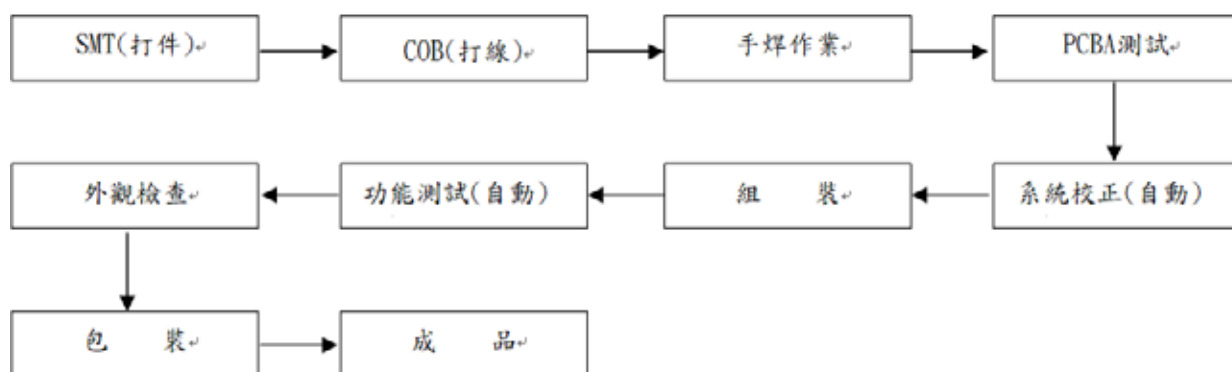 SMT(打件)
COB(打線)
手焊作業
PCBA測試
系統校正(自動)
組 裝
功能測試(自動)
外觀檢查
包 裝
成 品